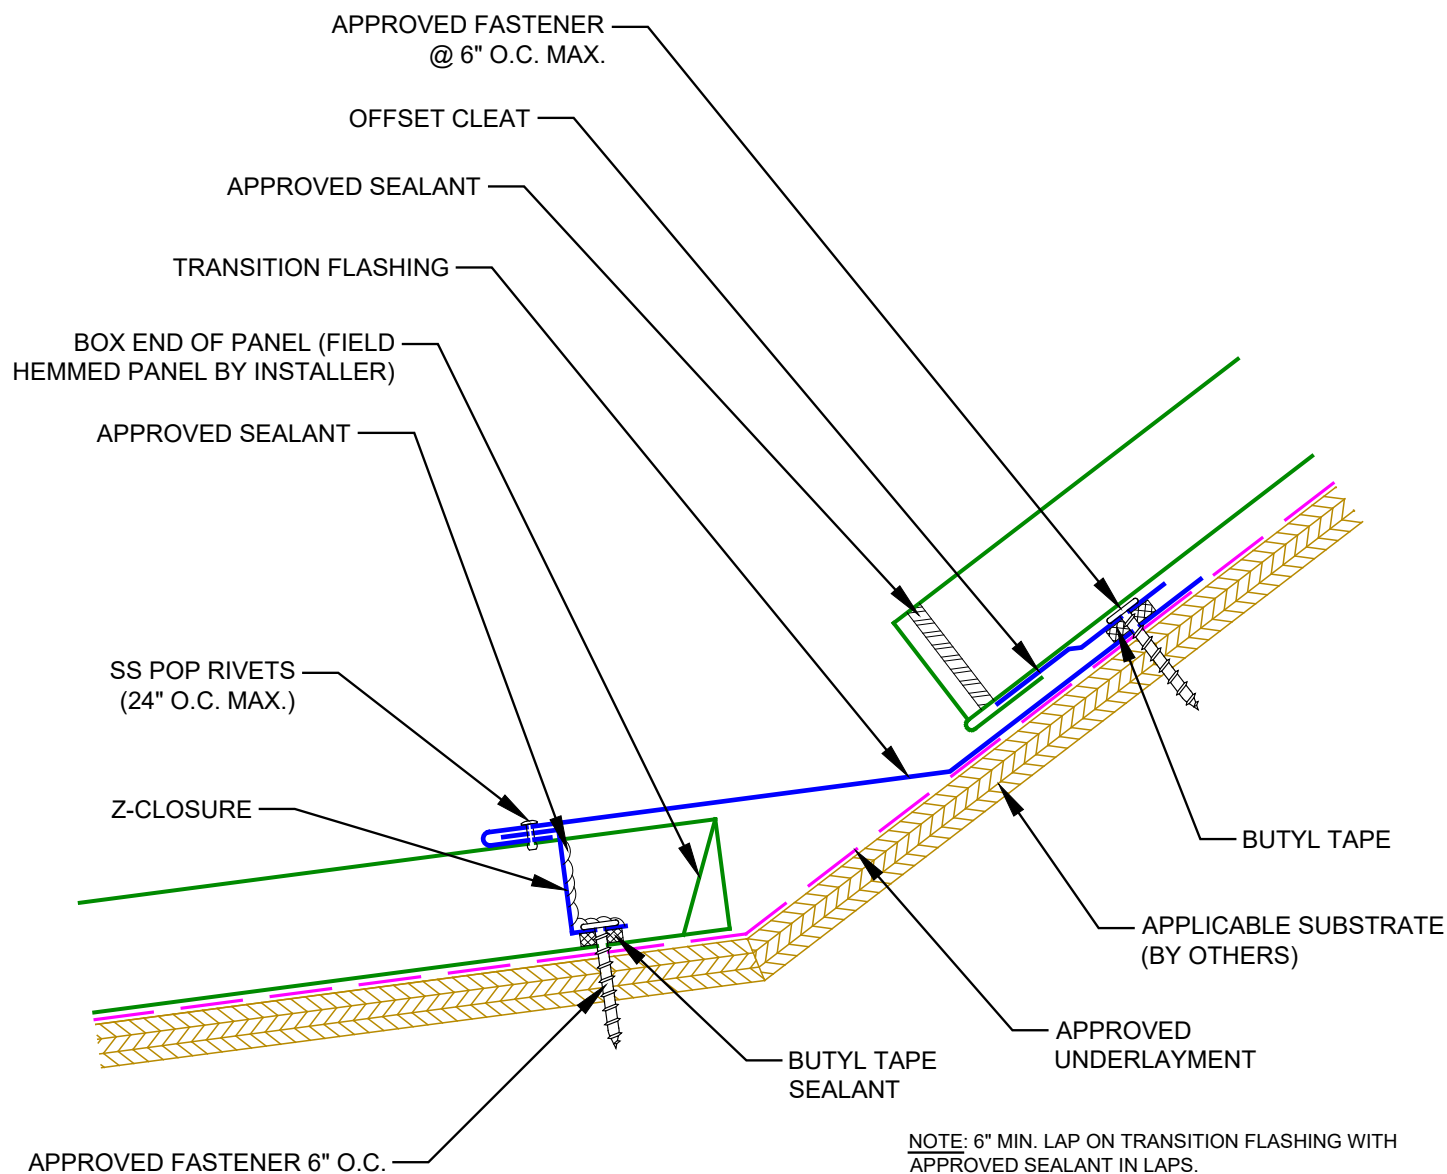 APPROVED FASTENER
@ 6" O.C. MAX.
OFFSET CLEAT
APPROVED SEALANT
TRANSITION FLASHING
BOX END OF PANEL (FIELD
HEMMED PANEL BY INSTALLER)
APPROVED SEALANT
SS POP RIVETS
(24" O.C. MAX.)
Z-CLOSURE
BUTYL TAPE
APPLICABLE SUBSTRATE
(BY OTHERS)
APPROVED
UNDERLAYMENT
BUTYL TAPE
SEALANT
APPROVED FASTENER 6" O.C.
NOTE: 6" MIN. LAP ON TRANSITION FLASHING WITH
APPROVED SEALANT IN LAPS.